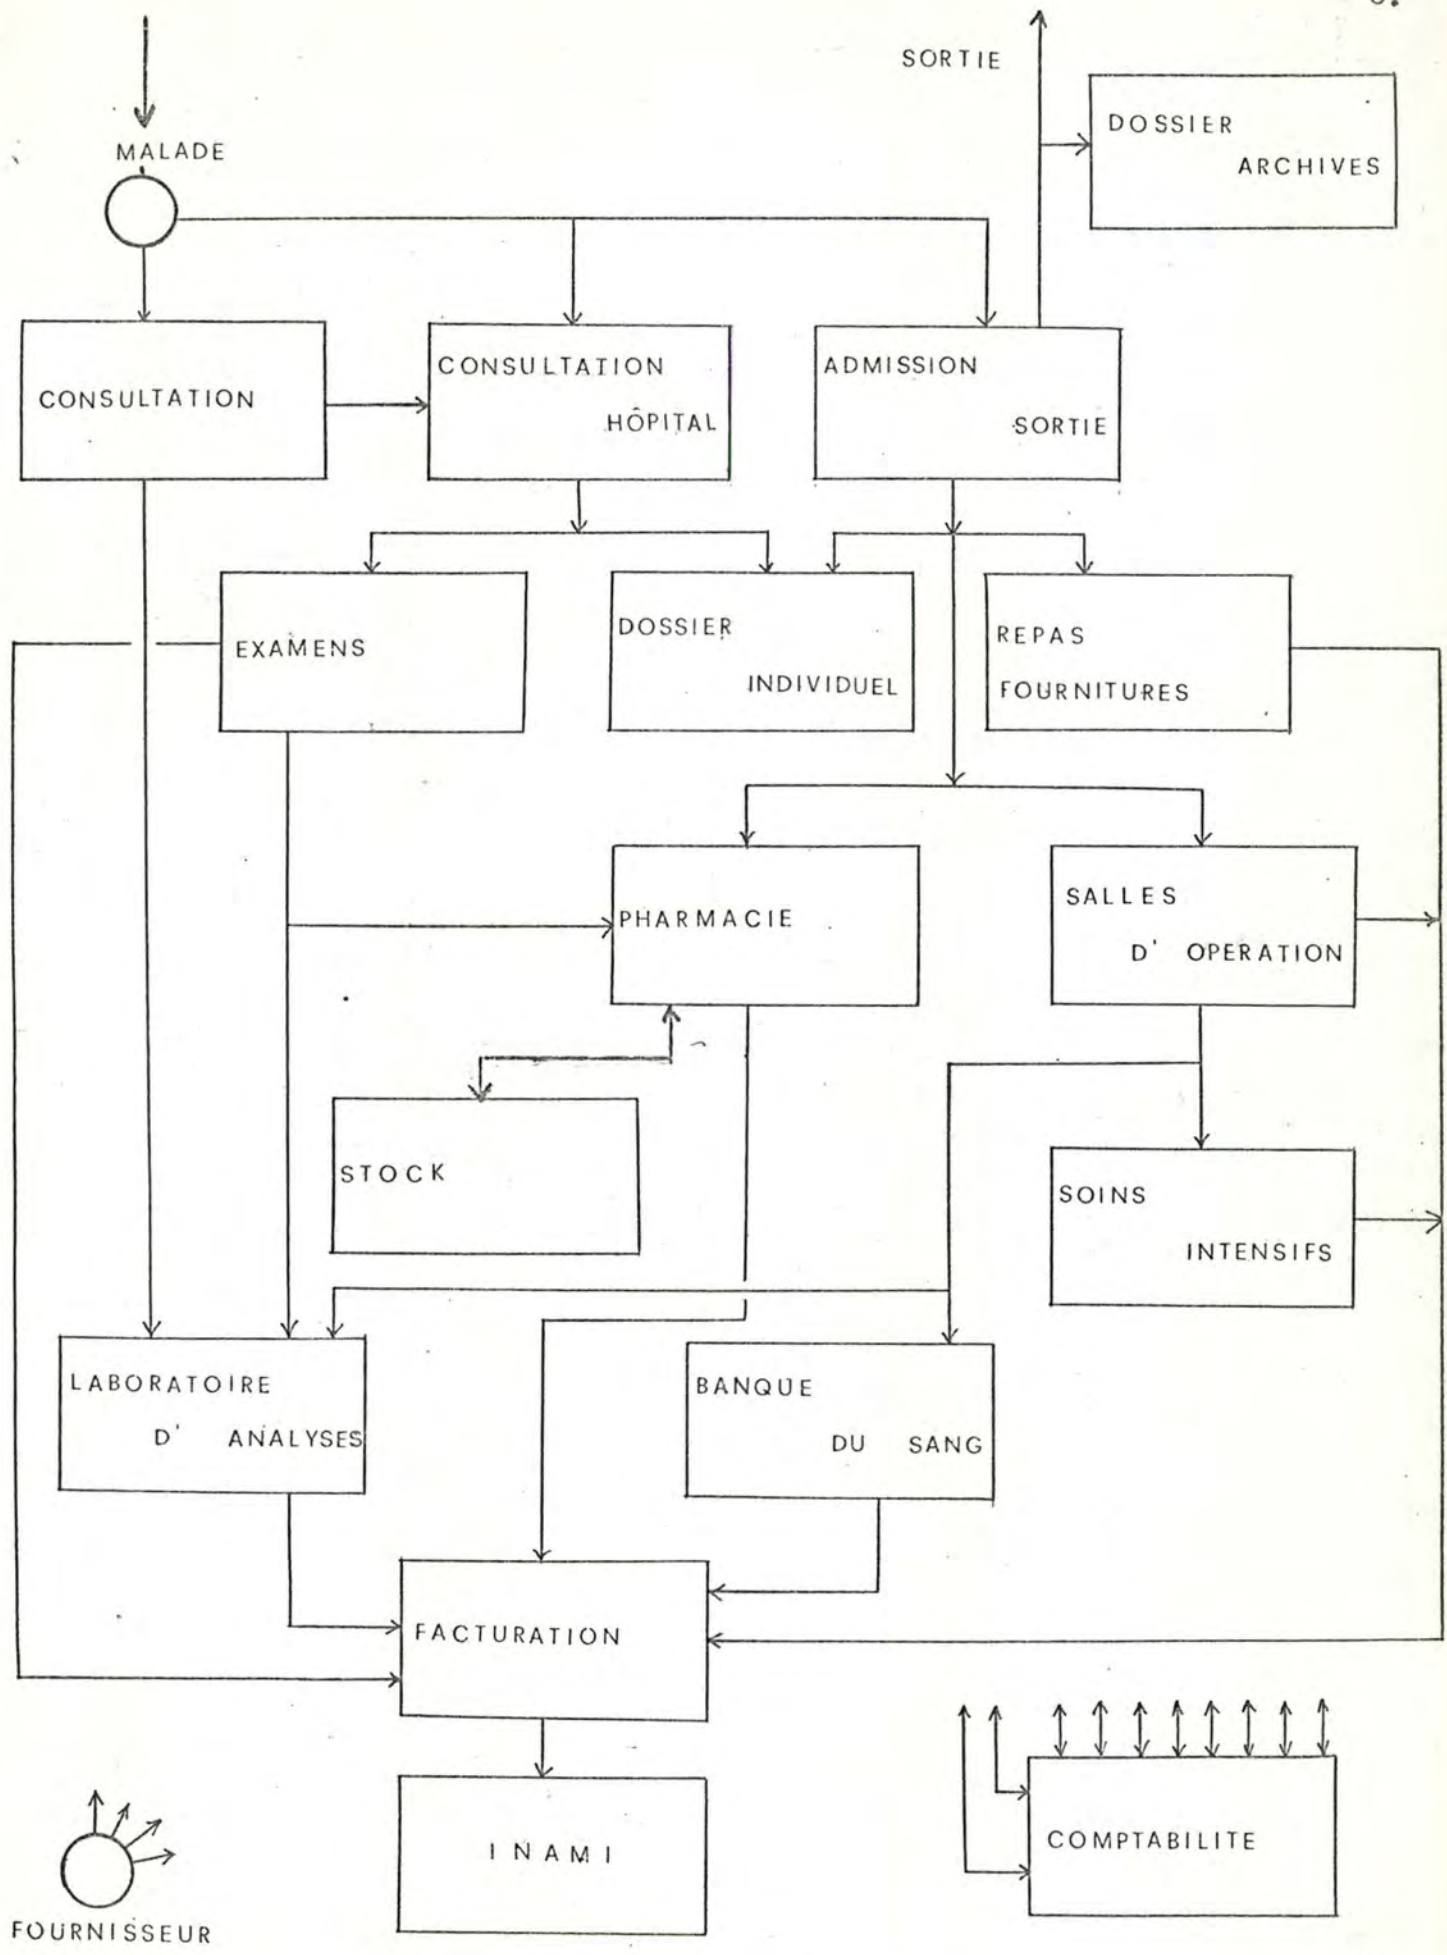 SORTIE
DOSSIER
ARCHIVES
MALADE
CONSULTATION
CONSULTATION
HÔPITAL
ADMISSION
SORTIE
EXAMENS
DOSSIER
INDIVIDUEL
REPAS
FOURNITURES
PHARMACIE
SALLES
D' OPERATION
STOCK
SOINS
INTENSIFS
LABORATOIRE
D' ANALYSES
BANQUE
DU SANG
FACTURATION
INAMI
COMPTABILITE
FOURNISSEUR